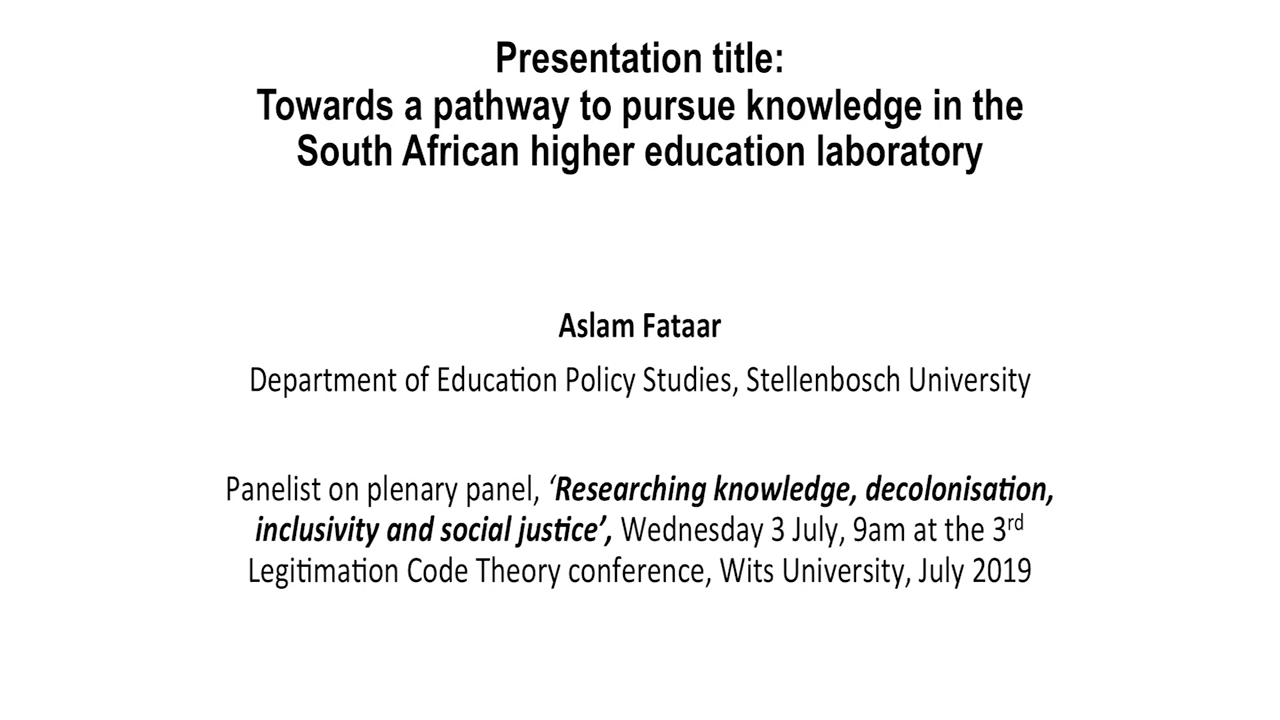 Presentation title:
Towards a pathway to pursue knowledge in the
South African higher education laboratory
Aslam Fataar
Department of Education Policy Studies, Stellenbosch University
Panelist on plenary panel, ‘Researching knowledge, decolonisation,
inclusivity and social justice’, Wednesday 3 July, 9am at the 3rd
Legitimation Code Theory conference, Wits University, July 2019